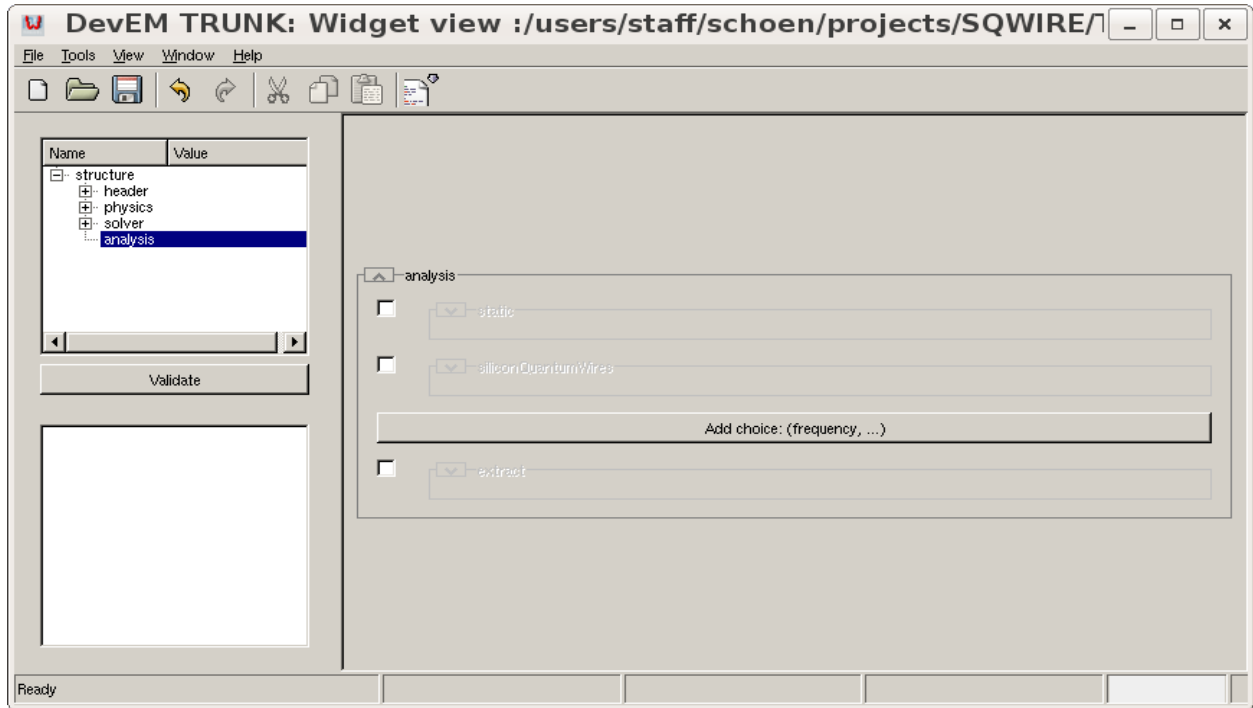 DevEM TRUNK: Widget view :/users/staff/schoen/projects/SQWIRE/
File Tools View Window Help
Name Value
structure
header
physics
solver
analysis
Validate
analysis
static
siliconQuantumWires
Add choice: (frequency, ...)
extract
Ready